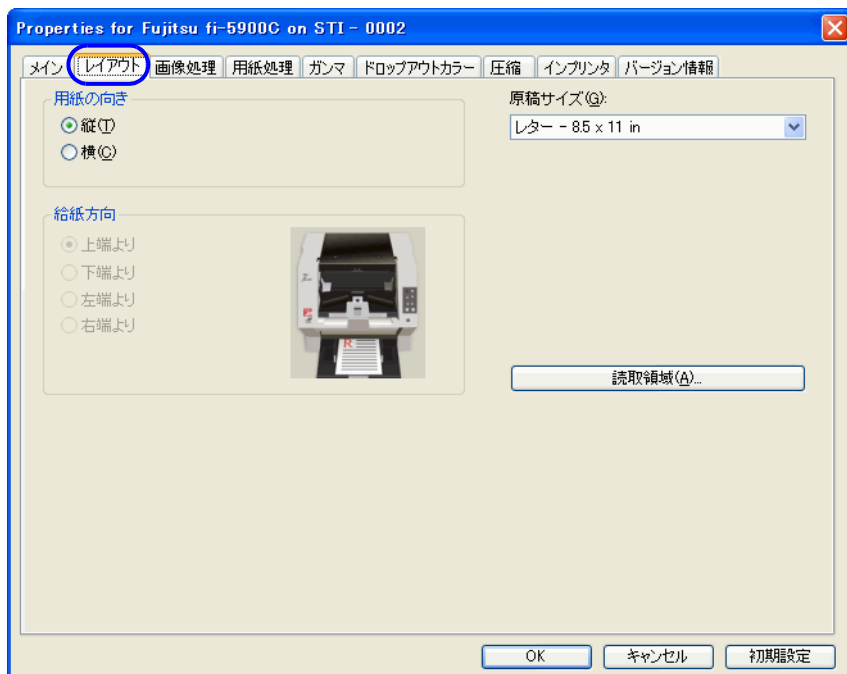 Properties for Fujitsu fi-5900C on STI - 0002
メイン レイアウト 画像処理 用紙処理 ガンマ ドロップアウトカラー 圧縮 インプリンタ バージョン情報
用紙の向き
縦(T)
横(C)
原稿サイズ(G):
レター - 8.5 x 11 in
給紙方向
上端より
下端より
左端より
右端より
R
読取領域(A)...
OK キャンセル 初期設定